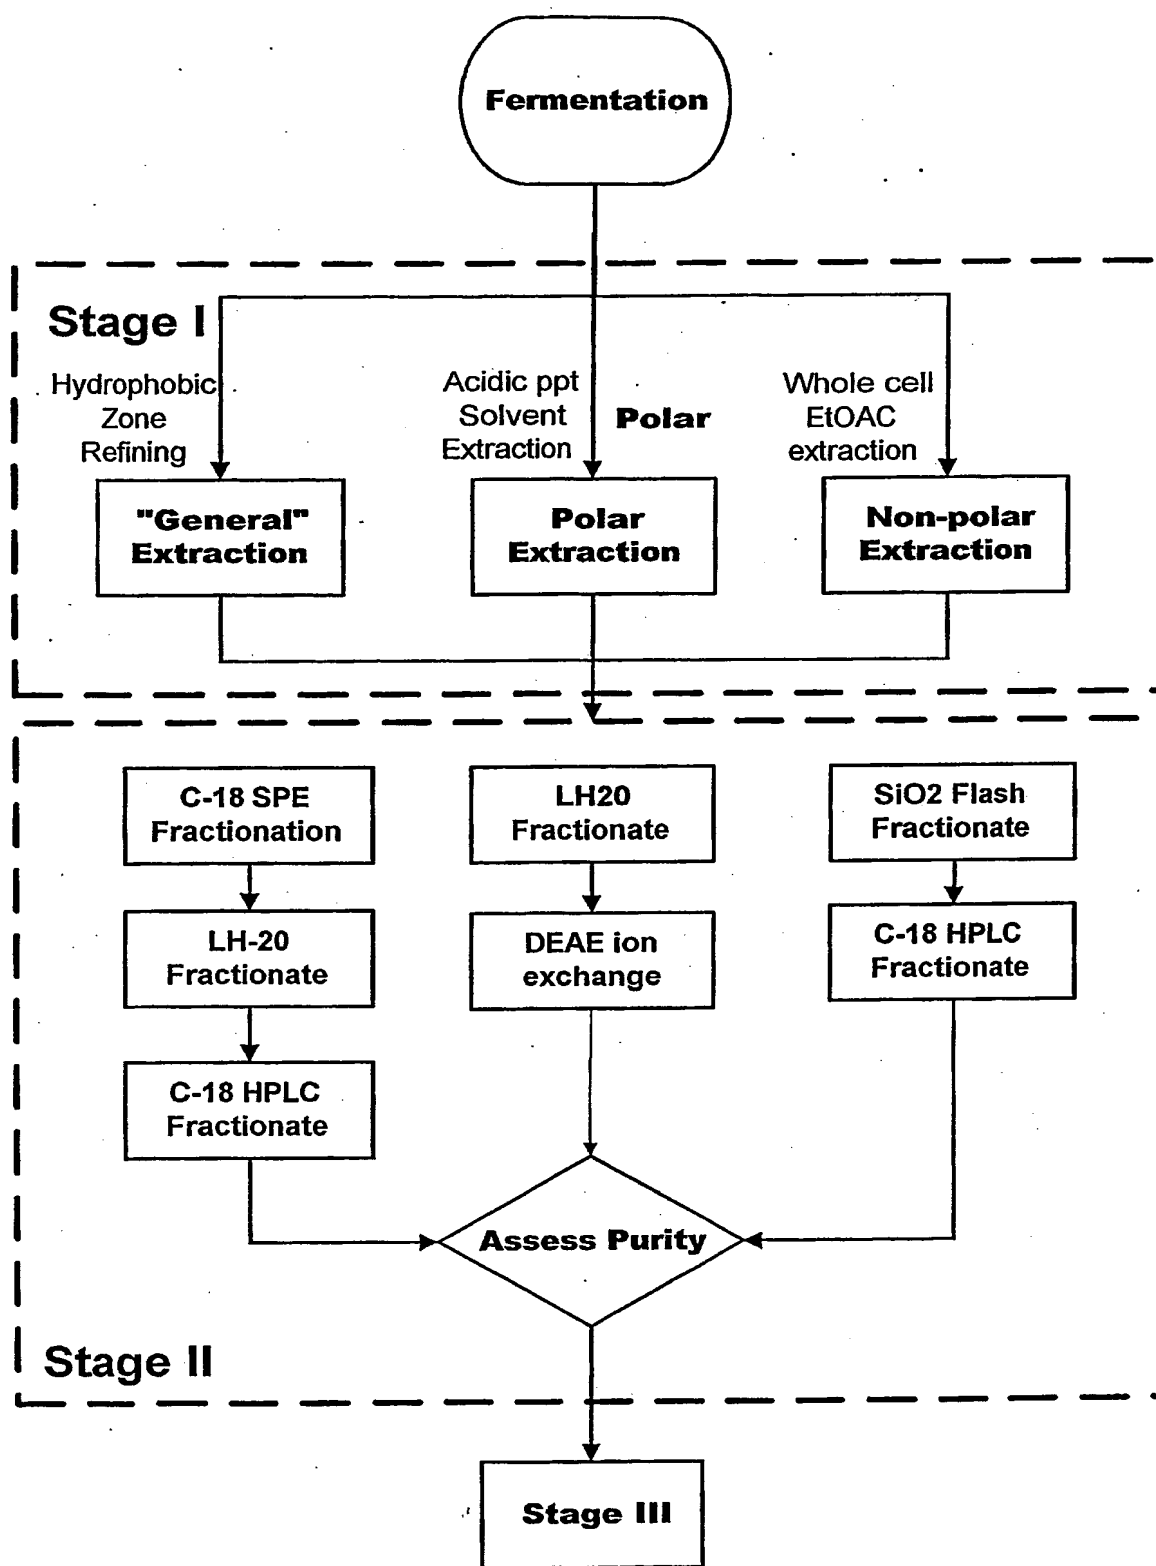 Fermentation
Stage I
Hydrophobic
Zone
Refining
Acidic ppt
Solvent
Extraction
Polar
Whole cell
EtOAC
extraction
"General"
Extraction
Polar
Extraction
Non-polar
Extraction
C-18 SPE
Fractionation
LH20
Fractionate
SiO2 Flash
Fractionate
LH-20
Fractionate
DEAE ion
exchange
C-18 HPLC
Fractionate
C-18 HPLC
Fractionate
Assess Purity
Stage II
Stage III